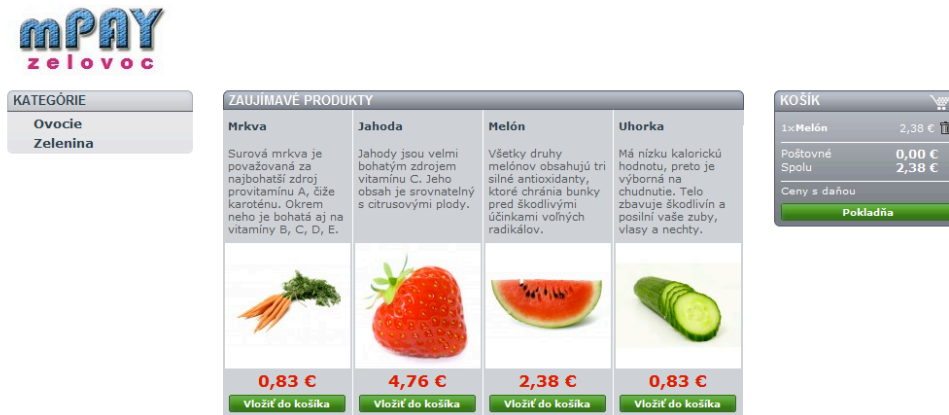 mPAY
zelovoc
KATEGÓRIE
Ovocie
Zelenina
ZAUJÍMAVÉ PRODUKTY
Mrkva
Surová mrkva je
považovaná za
najbohatší zdroj
provitamínu A, čiže
karoténu. Okrem
neho je bohatá aj na
vitamíny B, C, D, E.
0,83 €
Vložiť do košíka
Jahoda
Jahody jsou velmi
bohatým zdrojem
vitamínu C. Jeho
obsah je srovnatelný
s citrusovými plody.
4,76 €
Vložiť do košíka
Melón
Všetky druhy
melónov obsahujú tri
silné antioxidanty,
ktoré chránia bunky
pred škodlivými
účinkami voľných
radikálov.
2,38 €
Vložiť do košíka
Uhorka
Má nízku kalorickú
hodnotu, preto je
výborná na
chudnutie. Telo
zbavuje škodlivín a
posilní vaše zuby,
vlasy a nechty.
0,83 €
Vložiť do košíka
KOŠÍK
1×Melón 2,38 €
Poštovné 0,00 €
Spolu 2,38 €
Ceny s daňou
Pokladňa